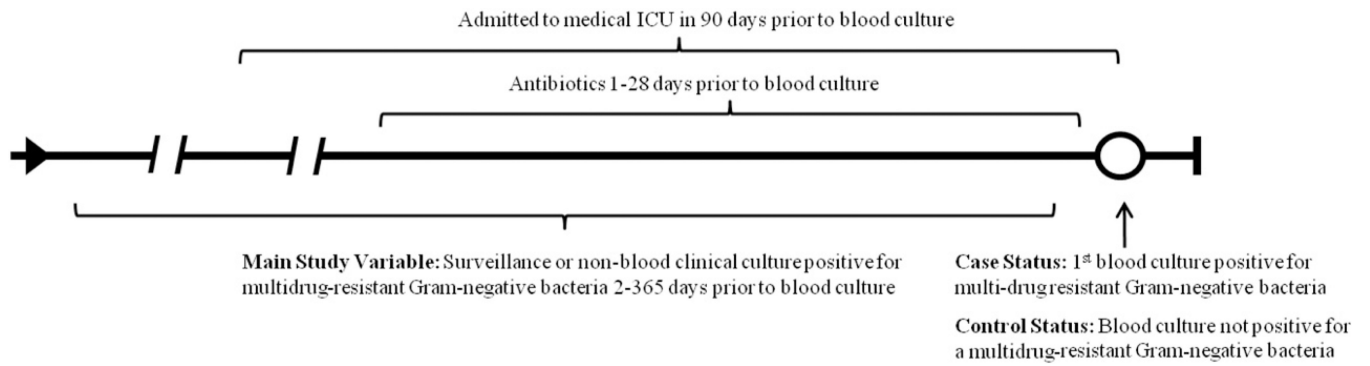 Admitted to medical ICU in 90 days prior to blood culture
Antibiotics 1-28 days prior to blood culture
Main Study Variable: Surveillance or non-blood clinical culture positive for
multidrug-resistant Gram-negative bacteria 2-365 days prior to blood culture
Case Status: 1st blood culture positive for
multi-drug resistant Gram-negative bacteria
Control Status: Blood culture not positive for
a multidrug-resistant Gram-negative bacteria